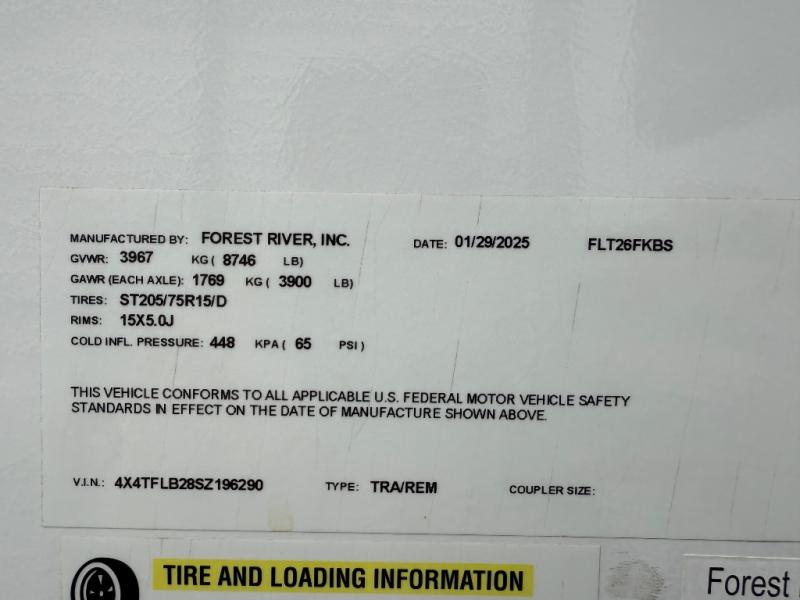 MANUFACTURED BY: FOREST RIVER, INC. DATE: 01/29/2025 FLT26FKBS
GVWR: 3967 KG ( 8746 LB)
GAWR (EACH AXLE): 1769 KG ( 3900 LB)
TIRES: ST205/75R15/D
RIMS: 15X5.0J
COLD INFL. PRESSURE: 448 KPA ( 65 PSI )
THIS VEHICLE CONFORMS TO ALL APPLICABLE U.S. FEDERAL MOTOR VEHICLE SAFETY
STANDARDS IN EFFECT ON THE DATE OF MANUFACTURE SHOWN ABOVE.
V.I.N.: 4X4TFLB28SZ196290 TYPE: TRA/REM COUPLER SIZE:
TIRE AND LOADING INFORMATION
Forest